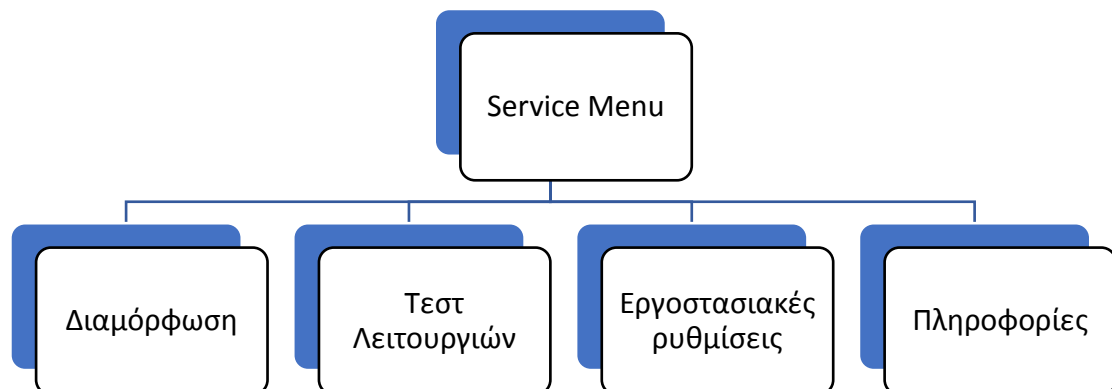 Service Menu
Διαμόρφωση
Τεστ
Λειτουργιών
Εργοστασιακές
ρυθμίσεις
Πληροφορίες